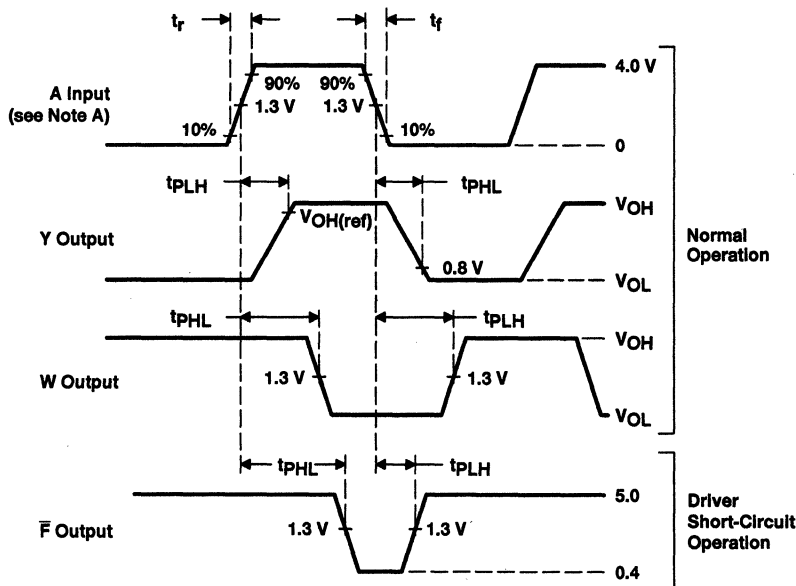 tr
tf
A Input
(see Note A)
4.0 V
90%
90%
1.3 V
1.3 V
10%
10%
0
tPLH
tPHL
Y Output
VOH(ref)
VOH
0.8 V
VOL
Normal
Operation
tPHL
tPLH
W Output
VOH
1.3 V
1.3 V
VOL
tPHL
tPLH
F̅ Output
5.0
1.3 V
1.3 V
0.4
Driver
Short-Circuit
Operation